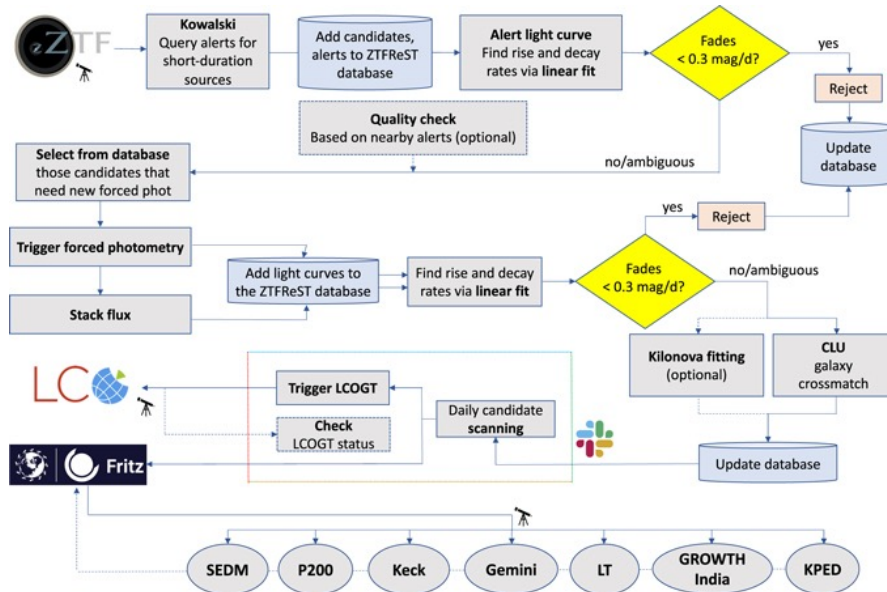 ZTF
Kowalski
Query alerts for
short-duration
sources
Add candidates,
alerts to ZTFReST
database
Alert light curve
Find rise and decay
rates via linear fit
Fades
< 0.3 mag/d?
yes
Reject
Update
database
Quality check
Based on nearby alerts (optional)
no/ambiguous
Select from database
those candidates that
need new forced phot
Trigger forced photometry
Stack flux
Add light curves to
the ZTFReST database
Find rise and decay
rates via linear fit
Fades
< 0.3 mag/d?
yes
Reject
no/ambiguous
Kilonova fitting
(optional)
CLU
galaxy
crossmatch
Update database
Daily candidate
scanning
Trigger LCOGT
Check
LCOGT status
LCO
Fritz
SEDM
P200
Keck
Gemini
LT
GROWTH
India
KPED